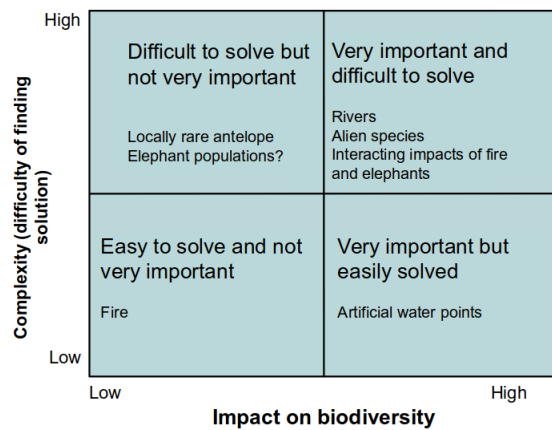 High
Difficult to solve but
not very important
Locally rare antelope
Elephant populations?
Very important and
difficult to solve
Rivers
Alien species
Interacting impacts of fire
and elephants
Complexity (difficulty of finding
solution)
Easy to solve and not
very important
Fire
Very important but
easily solved
Artificial water points
Low
Low
High
Impact on biodiversity